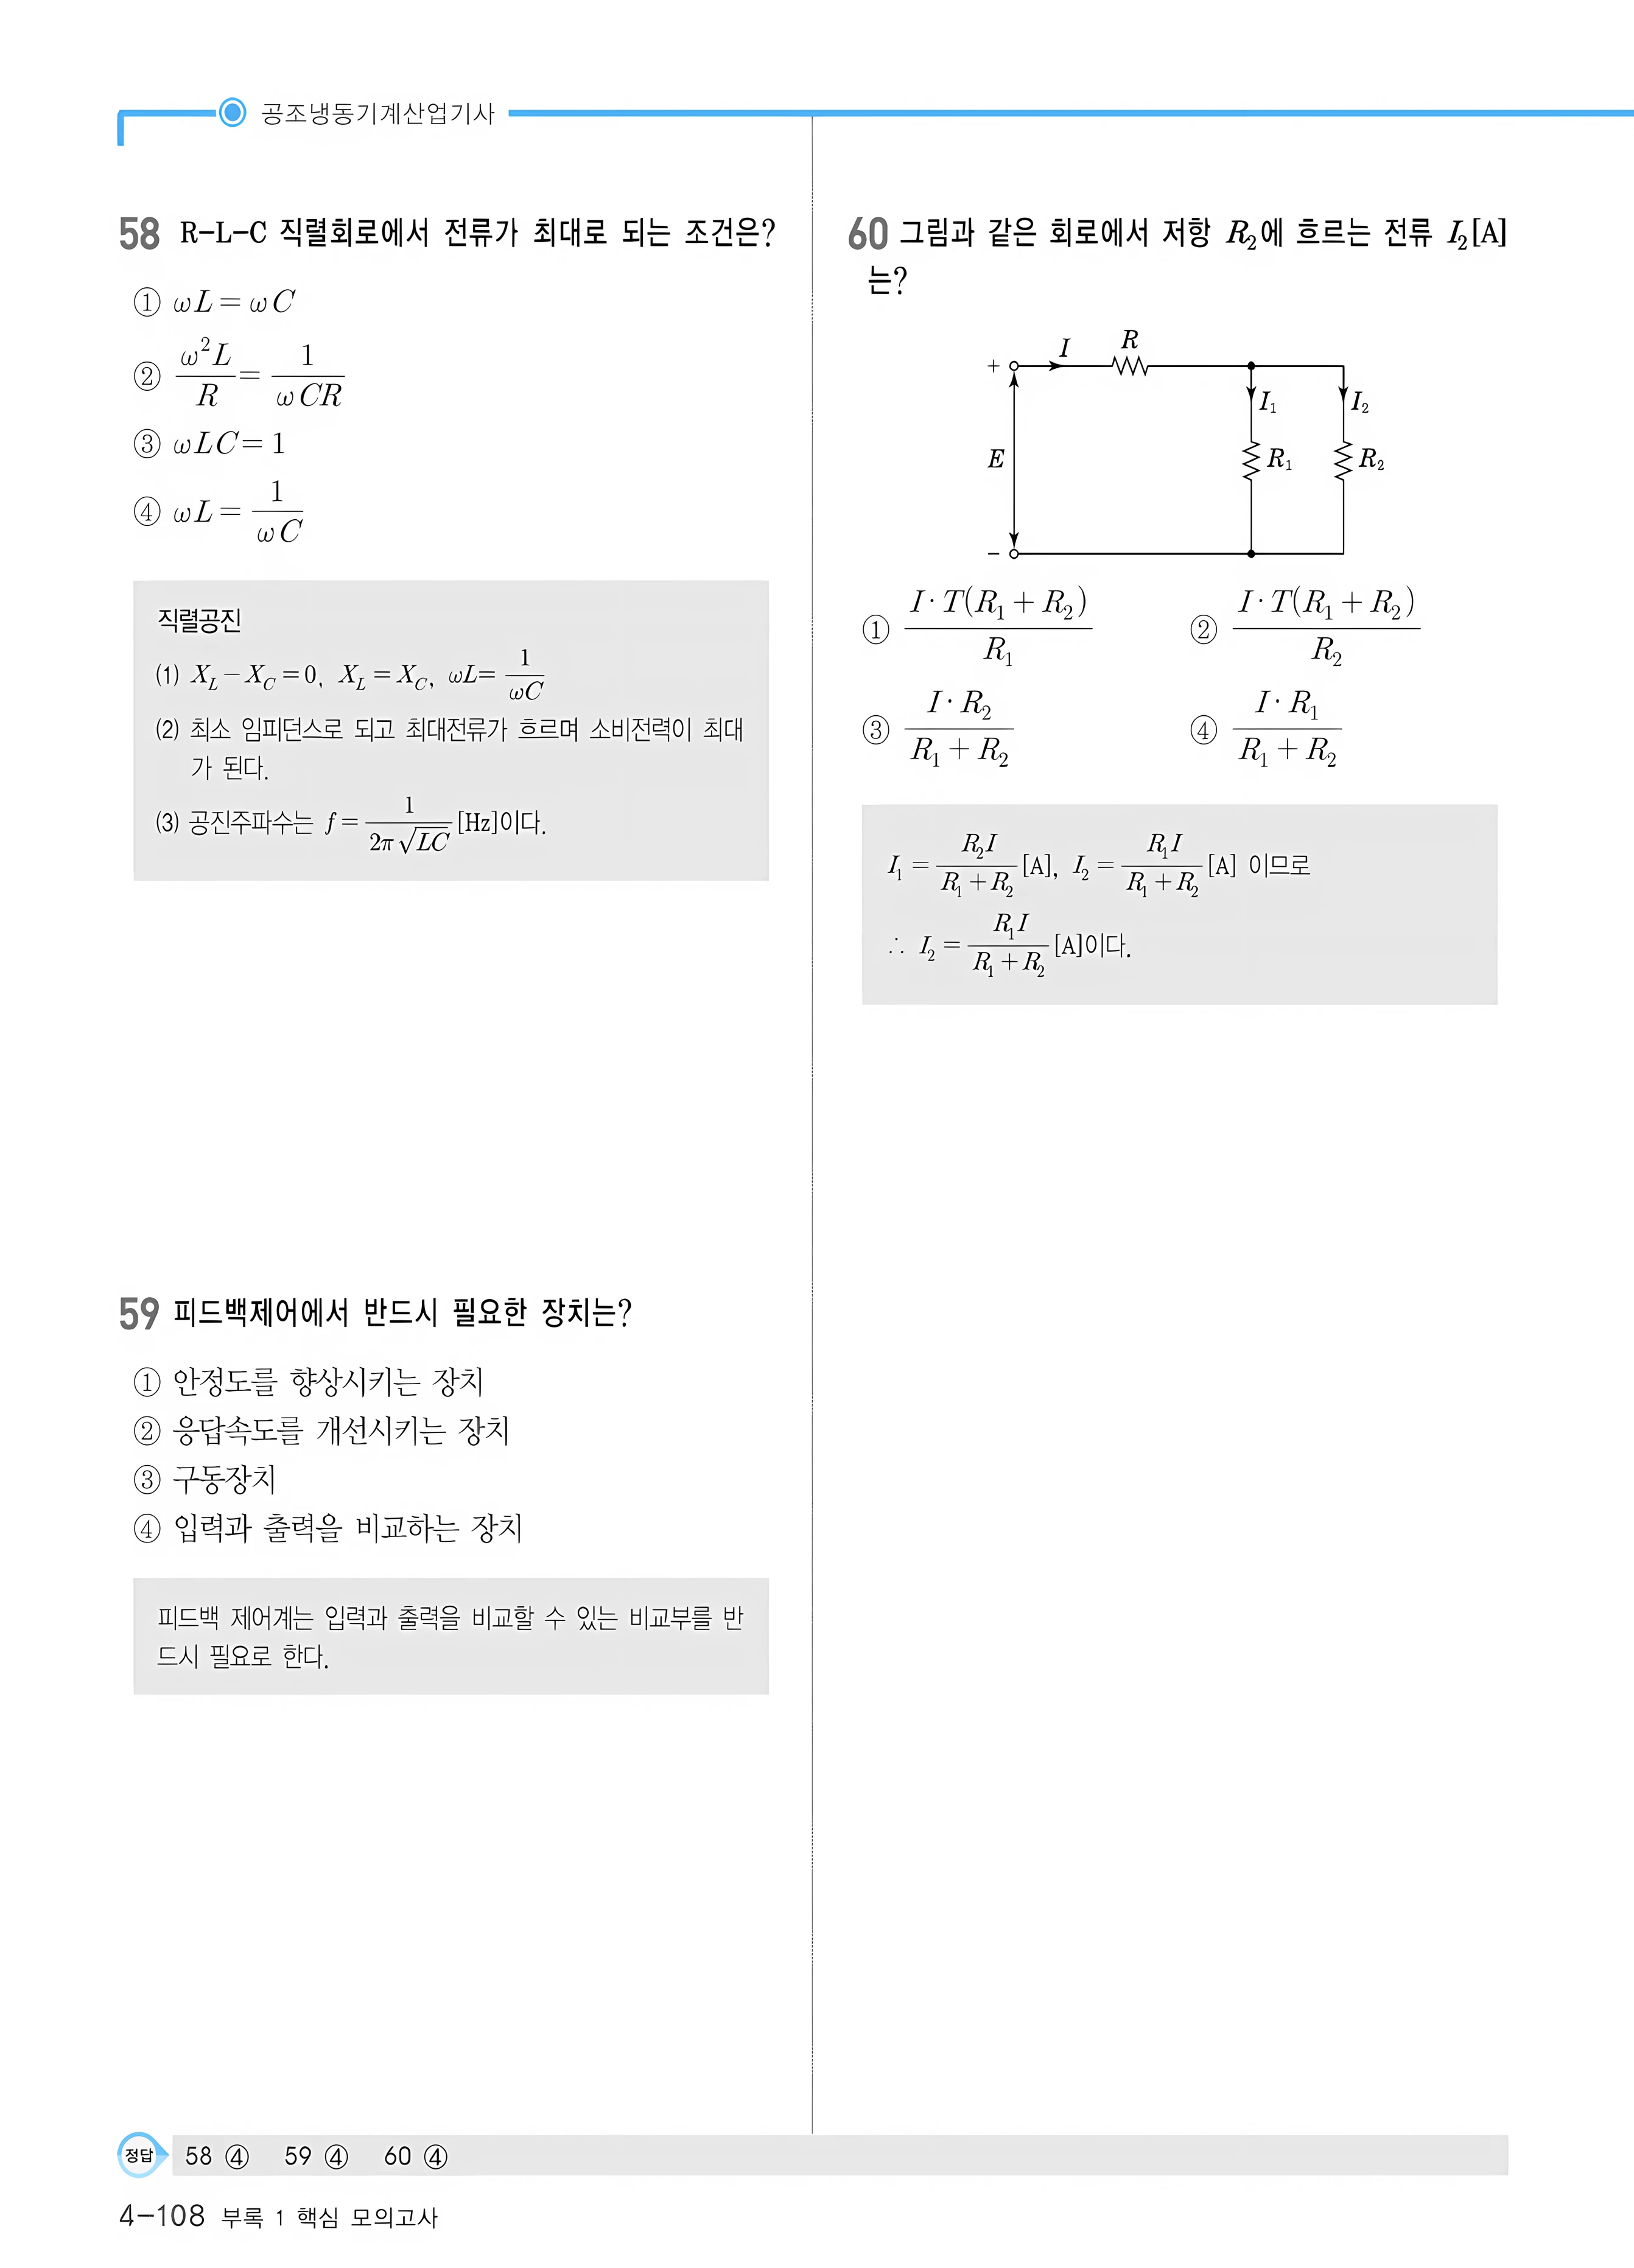 공조냉동기계산업기사
58 R-L-C 직렬회로에서 전류가 최대로 되는 조건은?
① ωL = ωC
② ω²L/R = 1/ωCR
③ ωLC = 1
④ ωL = 1/ωC
직렬공진
(1) X_L - X_C = 0, X_L = X_C, ωL = 1/ωC
(2) 최소 임피던스로 되고 최대전류가 흐르며 소비전력이 최대
가 된다.
(3) 공진주파수는 f = 1/2π√LC [Hz]이다.
59 피드백제어에서 반드시 필요한 장치는?
① 안정도를 향상시키는 장치
② 응답속도를 개선시키는 장치
③ 구동장치
④ 입력과 출력을 비교하는 장치
피드백 제어계는 입력과 출력을 비교할 수 있는 비교부를 반
드시 필요로 한다.
60 그림과 같은 회로에서 저항 R₂에 흐르는 전류 I₂[A]
는?
+ I R
I₁ I₂
E R₁ R₂
-
① I·T(R₁ + R₂)/R₁ ② I·T(R₁ + R₂)/R₂
③ I·R₂/R₁ + R₂ ④ I·R₁/R₁ + R₂
I₁ = R₂I/R₁ + R₂ [A], I₂ = R₁I/R₁ + R₂ [A] 이므로
∴ I₂ = R₁I/R₁ + R₂ [A]이다.
정답 58 ④ 59 ④ 60 ④
4-108 부록 1 핵심 모의고사